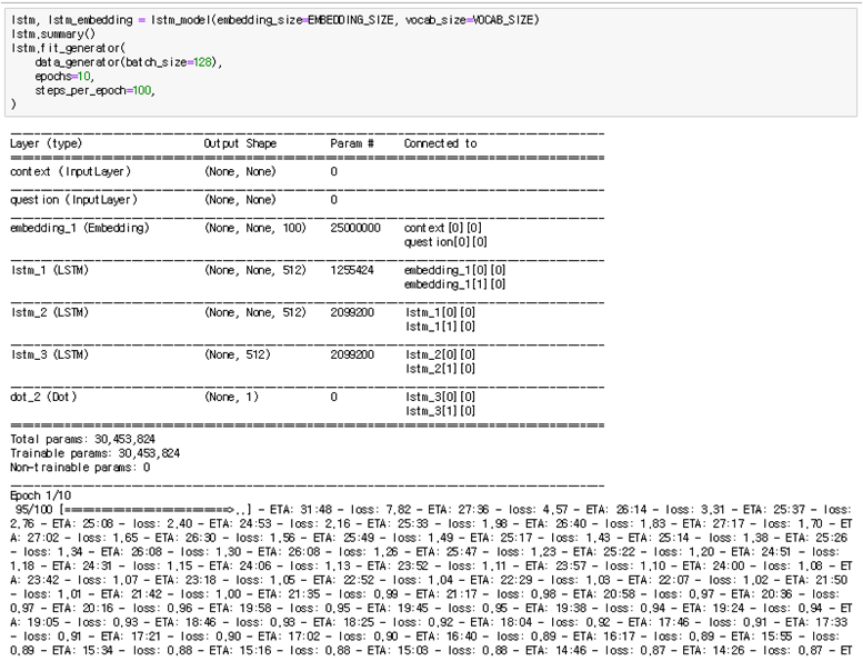 lstm, lstm_embedding = lstm_model(embedding_size=EMBEDDING_SIZE, vocab_size=VOCAB_SIZE)
lstm.summary()
lstm.fit_generator(
    data_generator(batch_size=128),
    epochs=10,
    steps_per_epoch=100,
)
Layer (type) Output Shape Param # Connected to
context (InputLayer) (None, None) 0
question (InputLayer) (None, None) 0
embedding_1 (Embedding) (None, None, 100) 25000000 context[0][0]
question[0][0]
lstm_1 (LSTM) (None, None, 512) 1255424 embedding_1[0][0]
embedding_1[1][0]
lstm_2 (LSTM) (None, None, 512) 2099200 lstm_1[0][0]
lstm_1[1][0]
lstm_3 (LSTM) (None, 512) 2099200 lstm_2[0][0]
lstm_2[1][0]
dot_2 (Dot) (None, 1) 0 lstm_3[0][0]
lstm_3[1][0]
Total params: 30,453,824
Trainable params: 30,453,824
Non-trainable params: 0
Epoch 1/10
95/100 [===========================>..] - ETA: 31:48 - loss: 7.82 - ETA: 27:36 - loss: 4.57 - ETA: 26:14 - loss: 3.31 - ETA: 25:37 - loss:
2.76 - ETA: 25:08 - loss: 2.40 - ETA: 24:53 - loss: 2.16 - ETA: 25:33 - loss: 1.98 - ETA: 26:40 - loss: 1.83 - ETA: 27:17 - loss: 1.70 - ET
A: 27:02 - loss: 1.65 - ETA: 26:30 - loss: 1.56 - ETA: 25:49 - loss: 1.49 - ETA: 25:17 - loss: 1.43 - ETA: 25:14 - loss: 1.38 - ETA: 25:26
- loss: 1.34 - ETA: 26:08 - loss: 1.30 - ETA: 26:08 - loss: 1.26 - ETA: 25:47 - loss: 1.23 - ETA: 25:22 - loss: 1.20 - ETA: 24:51 - loss:
1.18 - ETA: 24:31 - loss: 1.15 - ETA: 24:06 - loss: 1.13 - ETA: 23:52 - loss: 1.11 - ETA: 23:57 - loss: 1.10 - ETA: 24:00 - loss: 1.08 - ET
A: 23:42 - loss: 1.07 - ETA: 23:18 - loss: 1.05 - ETA: 22:52 - loss: 1.04 - ETA: 22:29 - loss: 1.03 - ETA: 22:07 - loss: 1.02 - ETA: 21:50
- loss: 1.01 - ETA: 21:42 - loss: 1.00 - ETA: 21:35 - loss: 0.99 - ETA: 21:17 - loss: 0.98 - ETA: 20:58 - loss: 0.97 - ETA: 20:36 - loss:
0.97 - ETA: 20:16 - loss: 0.96 - ETA: 19:58 - loss: 0.95 - ETA: 19:45 - loss: 0.95 - ETA: 19:38 - loss: 0.94 - ETA: 19:24 - loss: 0.94 - ET
A: 19:05 - loss: 0.93 - ETA: 18:46 - loss: 0.93 - ETA: 18:25 - loss: 0.92 - ETA: 18:04 - loss: 0.92 - ETA: 17:46 - loss: 0.91 - ETA: 17:33
- loss: 0.91 - ETA: 17:21 - loss: 0.90 - ETA: 17:02 - loss: 0.90 - ETA: 16:40 - loss: 0.89 - ETA: 16:17 - loss: 0.89 - ETA: 15:55 - loss:
0.89 - ETA: 15:34 - loss: 0.88 - ETA: 15:16 - loss: 0.88 - ETA: 15:03 - loss: 0.88 - ETA: 14:46 - loss: 0.87 - ETA: 14:26 - loss: 0.87 - ET